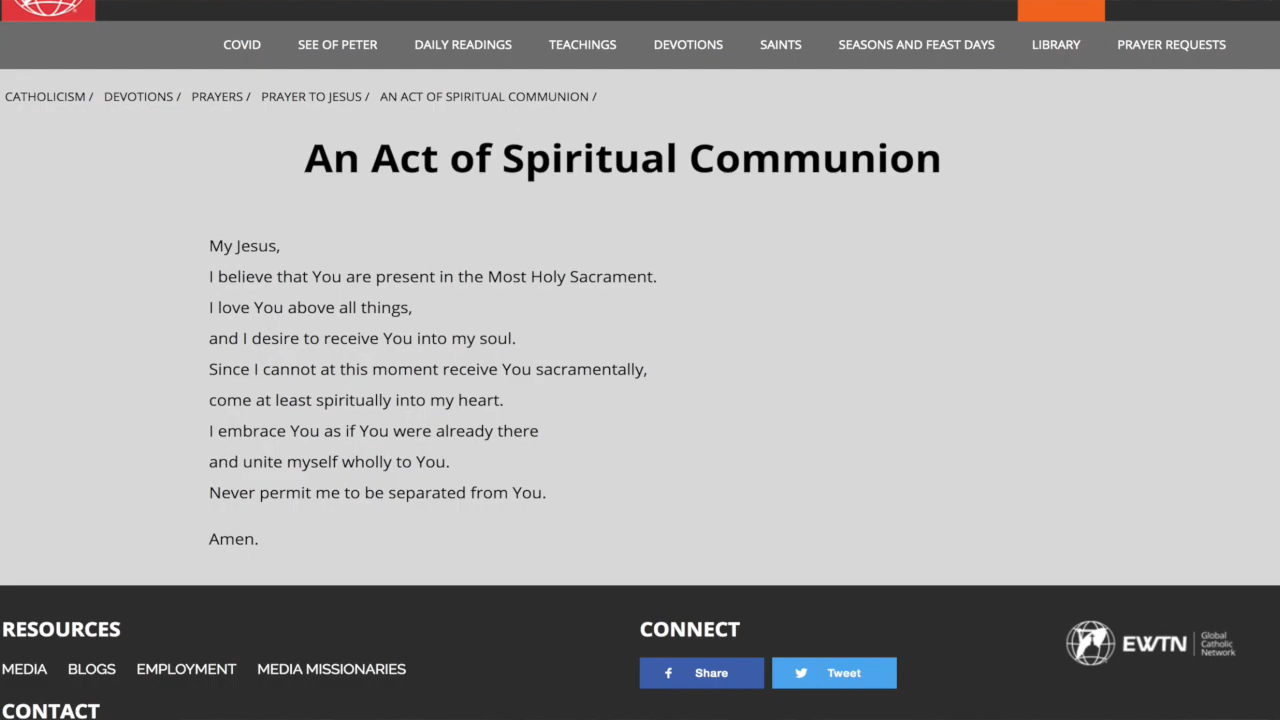 COVID SEE OF PETER DAILY READINGS TEACHINGS DEVOTIONS SAINTS SEASONS AND FEAST DAYS LIBRARY PRAYER REQUESTS
CATHOLICISM / DEVOTIONS / PRAYERS / PRAYER TO JESUS / AN ACT OF SPIRITUAL COMMUNION /
An Act of Spiritual Communion
My Jesus,
I believe that You are present in the Most Holy Sacrament.
I love You above all things,
and I desire to receive You into my soul.
Since I cannot at this moment receive You sacramentally,
come at least spiritually into my heart.
I embrace You as if You were already there
and unite myself wholly to You.
Never permit me to be separated from You.
Amen.
RESOURCES
MEDIA BLOGS EMPLOYMENT MEDIA MISSIONARIES
CONTACT
CONNECT
Share Tweet
EWTN
Global
Catholic
Network